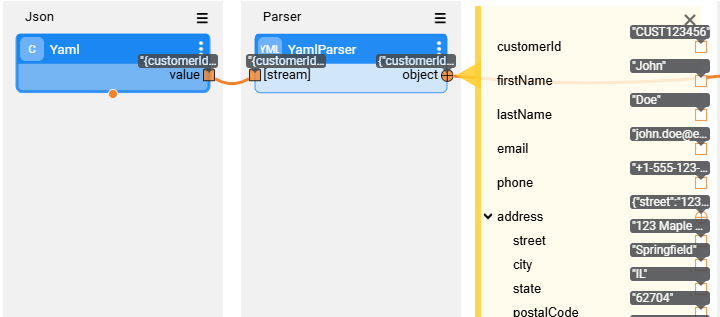 Json
C Yaml
"{customerId...
value
Parser
YML YamlParser
"{customerId...
{"customerId...
[stream]
object
"CUST123456"
customerId
"John"
firstName
"Doe"
lastName
"john.doe@e...
email
"+1-555-123-...
phone
{"street":"123...
address
"123 Maple ...
street
"Springfield"
city
"IL"
state
"62704"
postalCode